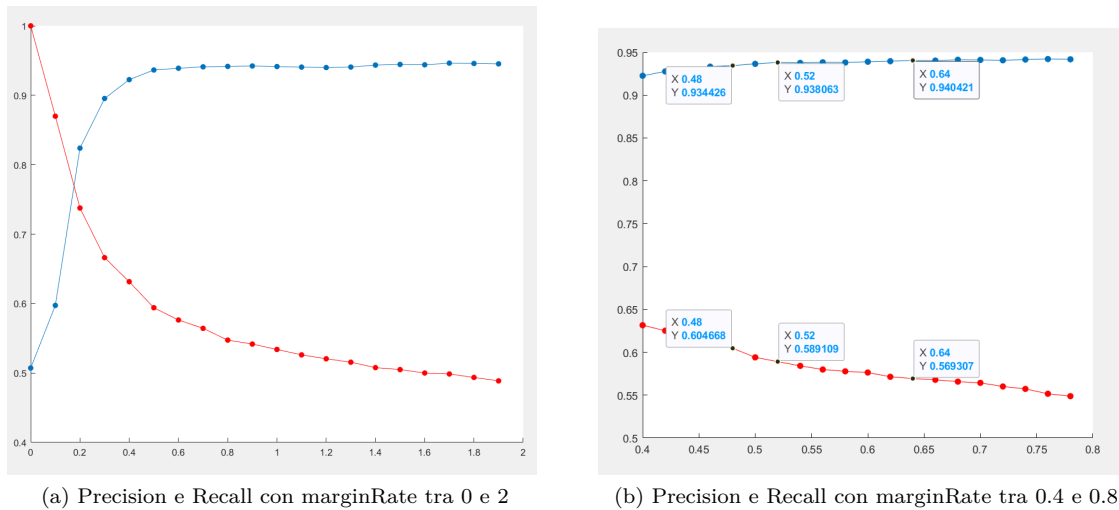 1
0.9
0.8
0.7
0.6
0.5
0.4
0 0.2 0.4 0.6 0.8 1 1.2 1.4 1.6 1.8 2
(a) Precision e Recall con marginRate tra 0 e 2
0.95
0.9
0.85
0.8
0.75
0.7
0.65
0.6
0.55
0.5
0.4 0.45 0.5 0.55 0.6 0.65 0.7 0.75 0.8
X 0.48
Y 0.934426
X 0.52
Y 0.938063
X 0.64
Y 0.940421
X 0.48
Y 0.604668
X 0.52
Y 0.589109
X 0.64
Y 0.569307
(b) Precision e Recall con marginRate tra 0.4 e 0.8